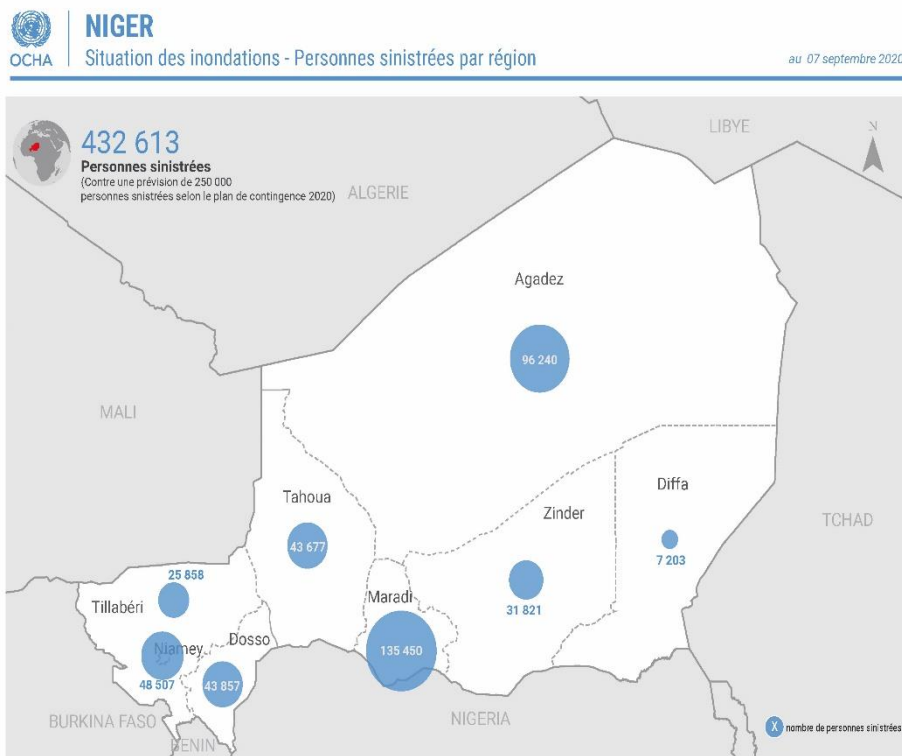 OCHA
NIGER
Situation des inondations - Personnes sinistrées par région
au 07 septembre 2020
432 613
Personnes sinistrées
(Contre une prévision de 250 000
personnes snistrées selon le plan de contingence 2020)
LIBYE
N
ALGERIE
Agadez
96 240
MALI
Tahoua
43 677
Diffa
7 203
Zinder
31 821
TCHAD
25 858
Tillabéri
Maradi
135 450
Niamey
48 507
Dosso
43 857
BURKINA FASO
BENIN
NIGERIA
X nombre de personnes sinistrées